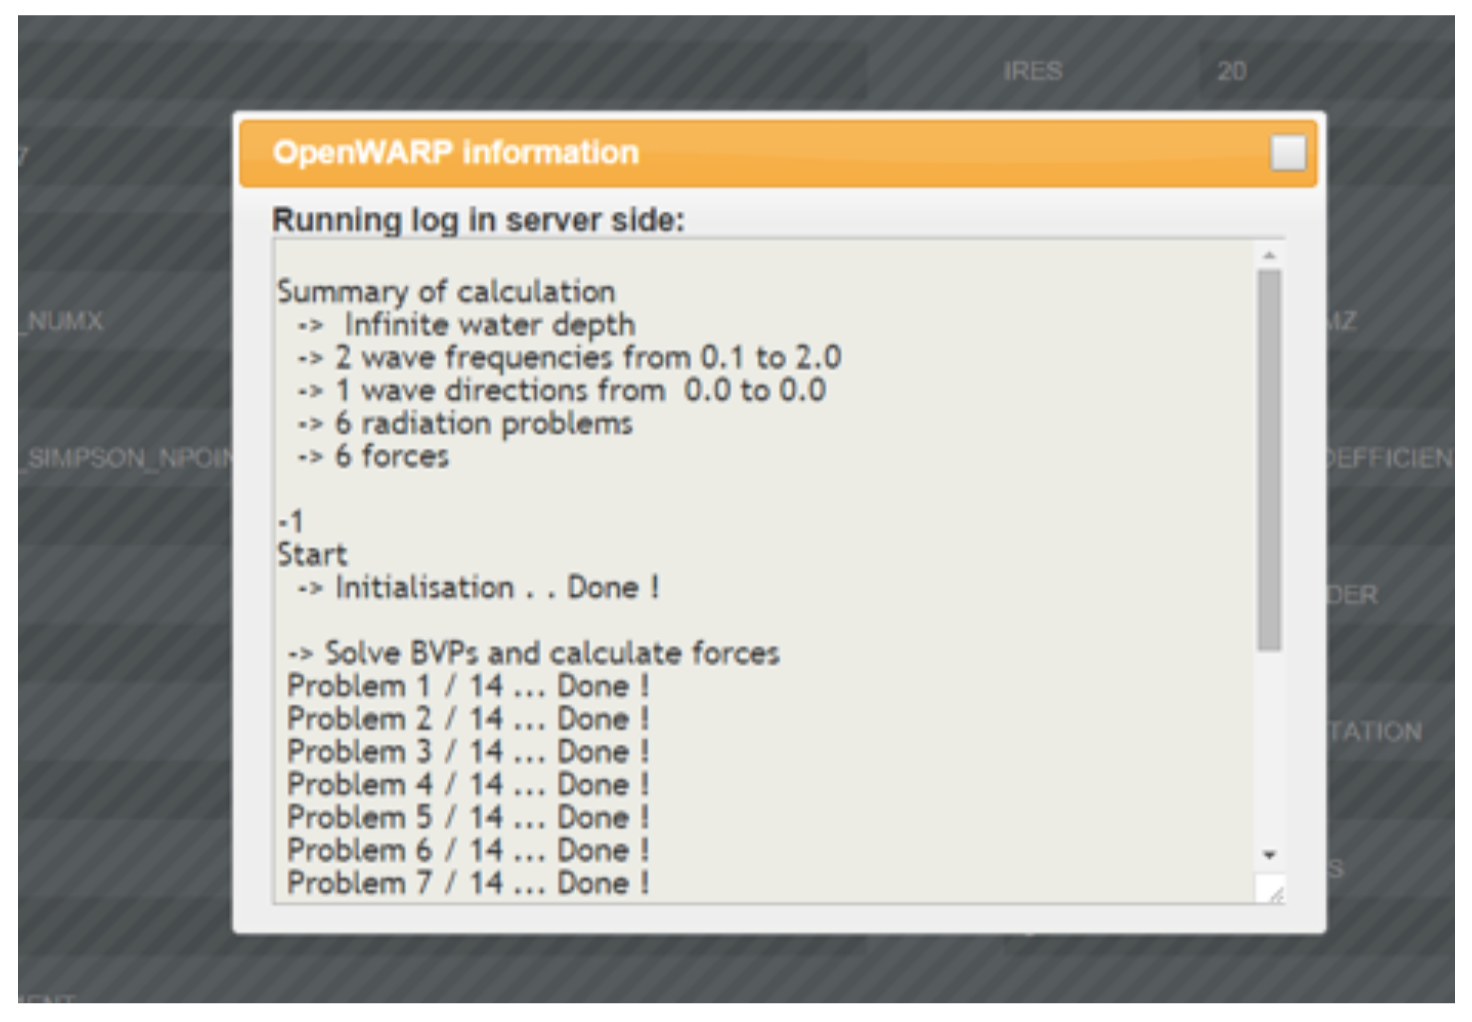 IRES 20
OpenWARP information
7
Running log in server side:
Summary of calculation
-> Infinite water depth
_NUMX
MZ
-> 2 wave frequencies from 0.1 to 2.0
-> 1 wave directions from 0.0 to 0.0
-> 6 radiation problems
-> 6 forces
_SIMPSON_NPOIN
OEFFICIEN
-1
Start
-> Initialisation . . Done !
DER
-> Solve BVPs and calculate forces
Problem 1 / 14 ... Done !
Problem 2 / 14 ... Done !
TATION
Problem 3 / 14 ... Done !
Problem 4 / 14 ... Done !
Problem 5 / 14 ... Done !
Problem 6 / 14 ... Done !
S
Problem 7 / 14 ... Done !